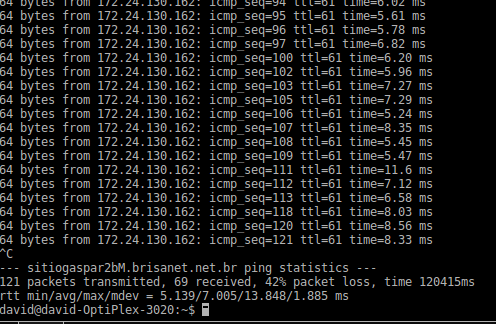 64 bytes from 172.24.130.162: icmp_seq=94 ttl=61 time=6.02 ms
64 bytes from 172.24.130.162: icmp_seq=95 ttl=61 time=5.61 ms
64 bytes from 172.24.130.162: icmp_seq=96 ttl=61 time=5.78 ms
64 bytes from 172.24.130.162: icmp_seq=97 ttl=61 time=6.82 ms
64 bytes from 172.24.130.162: icmp_seq=100 ttl=61 time=6.20 ms
64 bytes from 172.24.130.162: icmp_seq=102 ttl=61 time=5.96 ms
64 bytes from 172.24.130.162: icmp_seq=103 ttl=61 time=7.27 ms
64 bytes from 172.24.130.162: icmp_seq=105 ttl=61 time=7.29 ms
64 bytes from 172.24.130.162: icmp_seq=106 ttl=61 time=5.24 ms
64 bytes from 172.24.130.162: icmp_seq=107 ttl=61 time=8.35 ms
64 bytes from 172.24.130.162: icmp_seq=108 ttl=61 time=5.45 ms
64 bytes from 172.24.130.162: icmp_seq=109 ttl=61 time=5.47 ms
64 bytes from 172.24.130.162: icmp_seq=111 ttl=61 time=11.6 ms
64 bytes from 172.24.130.162: icmp_seq=112 ttl=61 time=7.12 ms
64 bytes from 172.24.130.162: icmp_seq=113 ttl=61 time=6.58 ms
64 bytes from 172.24.130.162: icmp_seq=118 ttl=61 time=8.03 ms
64 bytes from 172.24.130.162: icmp_seq=120 ttl=61 time=8.56 ms
64 bytes from 172.24.130.162: icmp_seq=121 ttl=61 time=8.33 ms
^C
--- sitiogaspar2bM.brisanet.net.br ping statistics ---
121 packets transmitted, 69 received, 42% packet loss, time 120415ms
rtt min/avg/max/mdev = 5.139/7.005/13.848/1.885 ms
david@david-OptiPlex-3020:~$